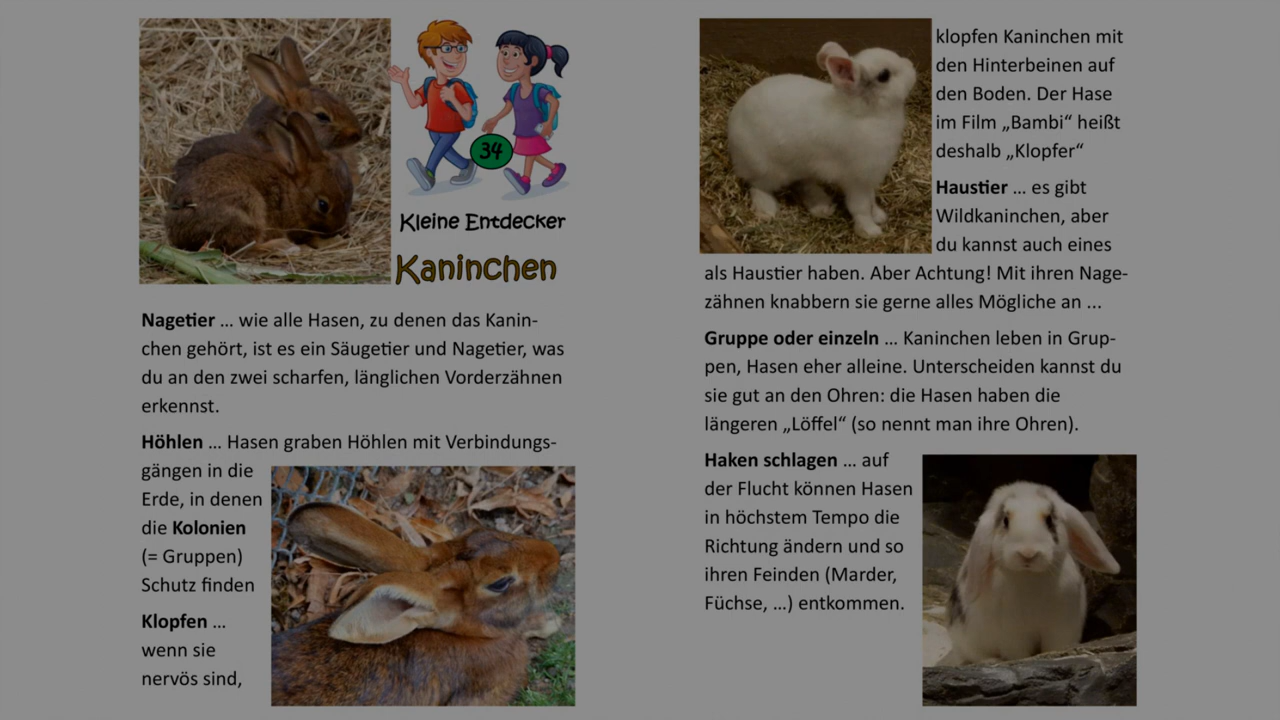 34
Kleine Entdecker
Kaninchen
Nagetier ... wie alle Hasen, zu denen das Kanin-
chen gehört, ist es ein Säugetier und Nagetier, was
du an den zwei scharfen, länglichen Vorderzähnen
erkennst.
Höhlen ... Hasen graben Höhlen mit Verbindungs-
gängen in die
Erde, in denen
die Kolonien
(= Gruppen)
Schutz finden
Klopfen ...
wenn sie
nervös sind,
klopfen Kaninchen mit
den Hinterbeinen auf
den Boden. Der Hase
im Film „Bambi“ heißt
deshalb „Klopfer“
Haustier ... es gibt
Wildkaninchen, aber
du kannst auch eines
als Haustier haben. Aber Achtung! Mit ihren Nage-
zähnen knabbern sie gerne alles Mögliche an ...
Gruppe oder einzeln ... Kaninchen leben in Grup-
pen, Hasen eher alleine. Unterscheiden kannst du
sie gut an den Ohren: die Hasen haben die
längeren „Löffel“ (so nennt man ihre Ohren).
Haken schlagen ... auf
der Flucht können Hasen
in höchstem Tempo die
Richtung ändern und so
ihren Feinden (Marder,
Füchse, ...) entkommen.